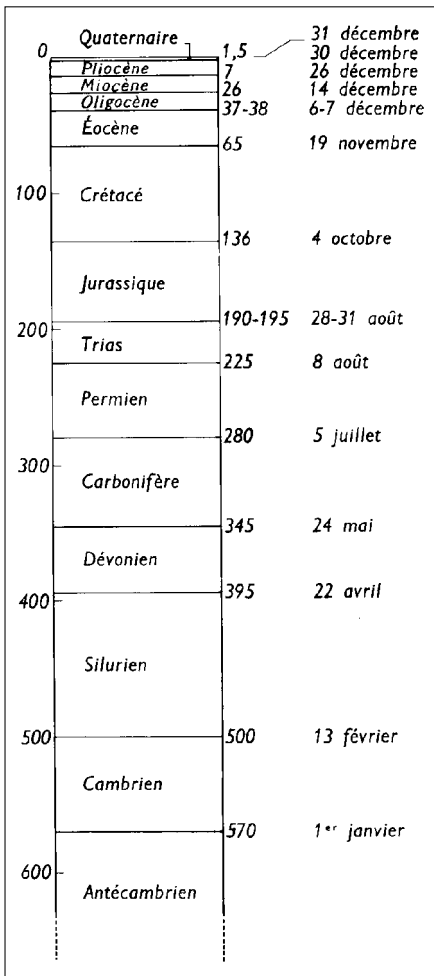 31 décembre
Quaternaire
0 1,5 30 décembre
Pliocène 7 26 décembre
Miocène 26 14 décembre
Oligocène 37-38 6-7 décembre
Éocène
65 19 novembre
100
Crétacé
136 4 octobre
Jurassique
190-195 28-31 août
200
Trias
225 8 août
Permien
280 5 juillet
300
Carbonifère
345 24 mai
Dévonien
395 22 avril
400
Silurien
500 500 13 février
Cambrien
570 1er janvier
600
Antécambrien